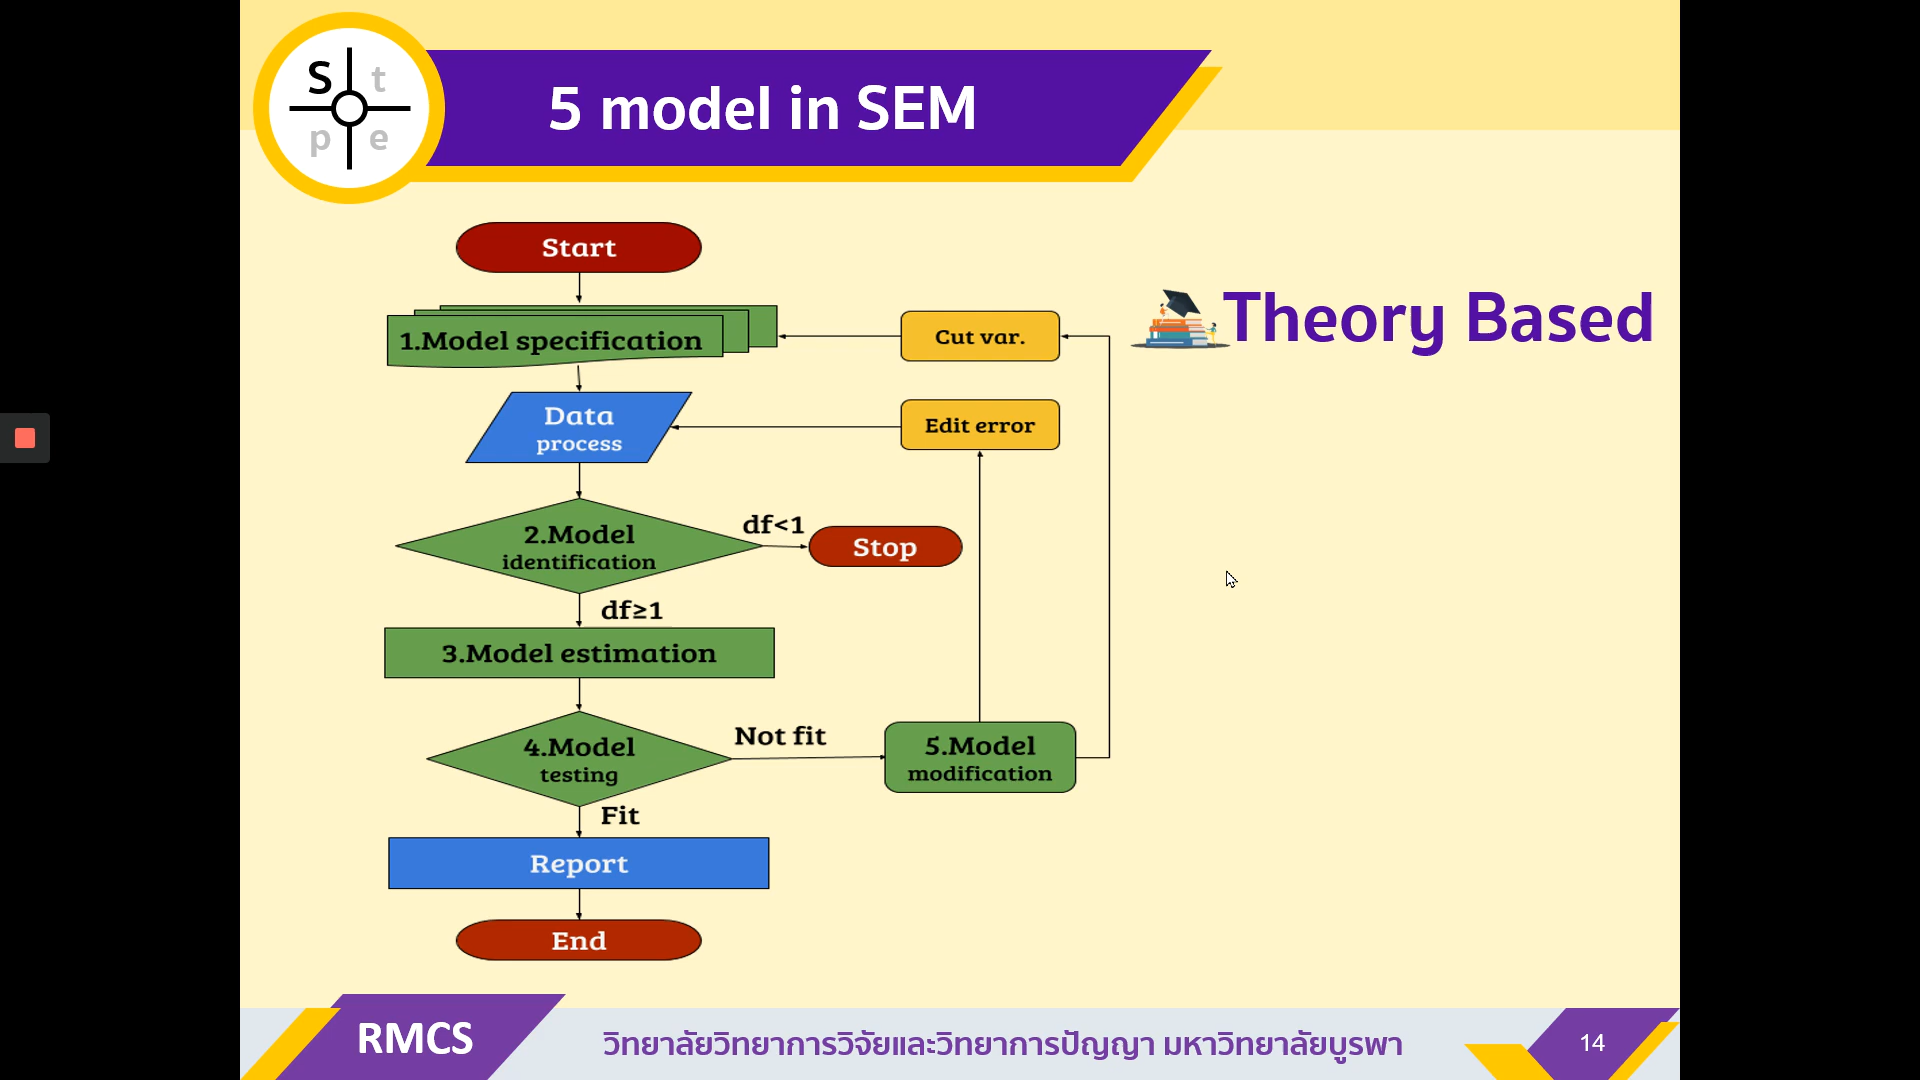 S t
p e
5 model in SEM
Start
1.Model specification
Cut var.
Theory Based
Data
process
Edit error
2.Model
identification
df<1
Stop
df≥1
3.Model estimation
4.Model
testing
Not fit
5.Model
modification
Fit
Report
End
RMCS
วิทยาลัยวิทยาการวิจัยและวิทยาการปัญญา มหาวิทยาลัยบูรพา
14